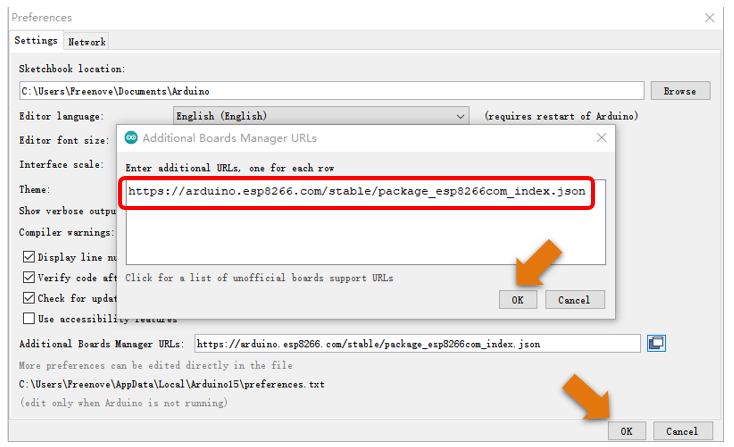 Preferences
Settings Network
Sketchbook location:
C:\Users\Freenove\Documents\Arduino Browse
Editor language: English (English) (requires restart of Arduino)
Editor font size:
Interface scale:
Theme:
Show verbose outpu
Compiler warnings:
Display line nu
Verify code aft
Check for updat
Use accessibility features
Additional Boards Manager URLs
Enter additional URLs, one for each row
https://arduino.esp8266.com/stable/package_esp8266com_index.json
Click for a list of unofficial boards support URLs
OK Cancel
Additional Boards Manager URLs: https://arduino.esp8266.com/stable/package_esp8266com_index.json
More preferences can be edited directly in the file
C:\Users\Freenove\AppData\Local\Arduino15\preferences.txt
(edit only when Arduino is not running)
OK Cancel